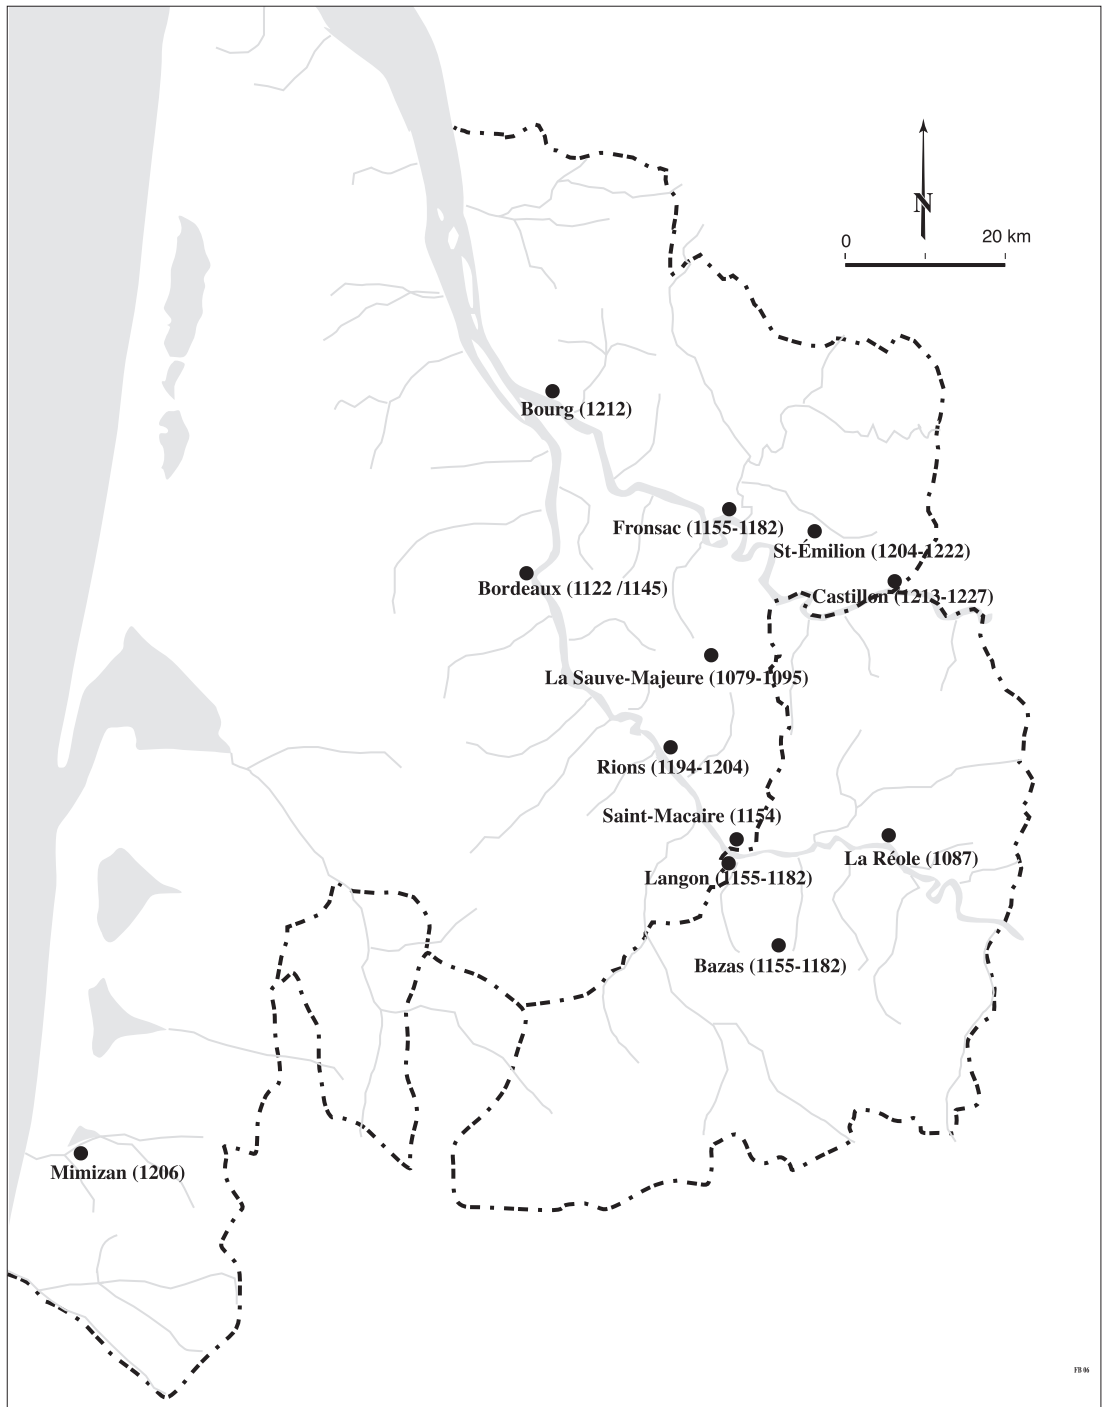 N
0 20 km
Bourg (1212)
Fronsac (1155-1182)
St-Émilion (1204-1222)
Bordeaux (1122 /1145)
Castillon (1213-1227)
La Sauve-Majeure (1079-1095)
Rions (1194-1204)
Saint-Macaire (1154)
La Réole (1087)
Langon (1155-1182)
Bazas (1155-1182)
Mimizan (1206)
FB 06